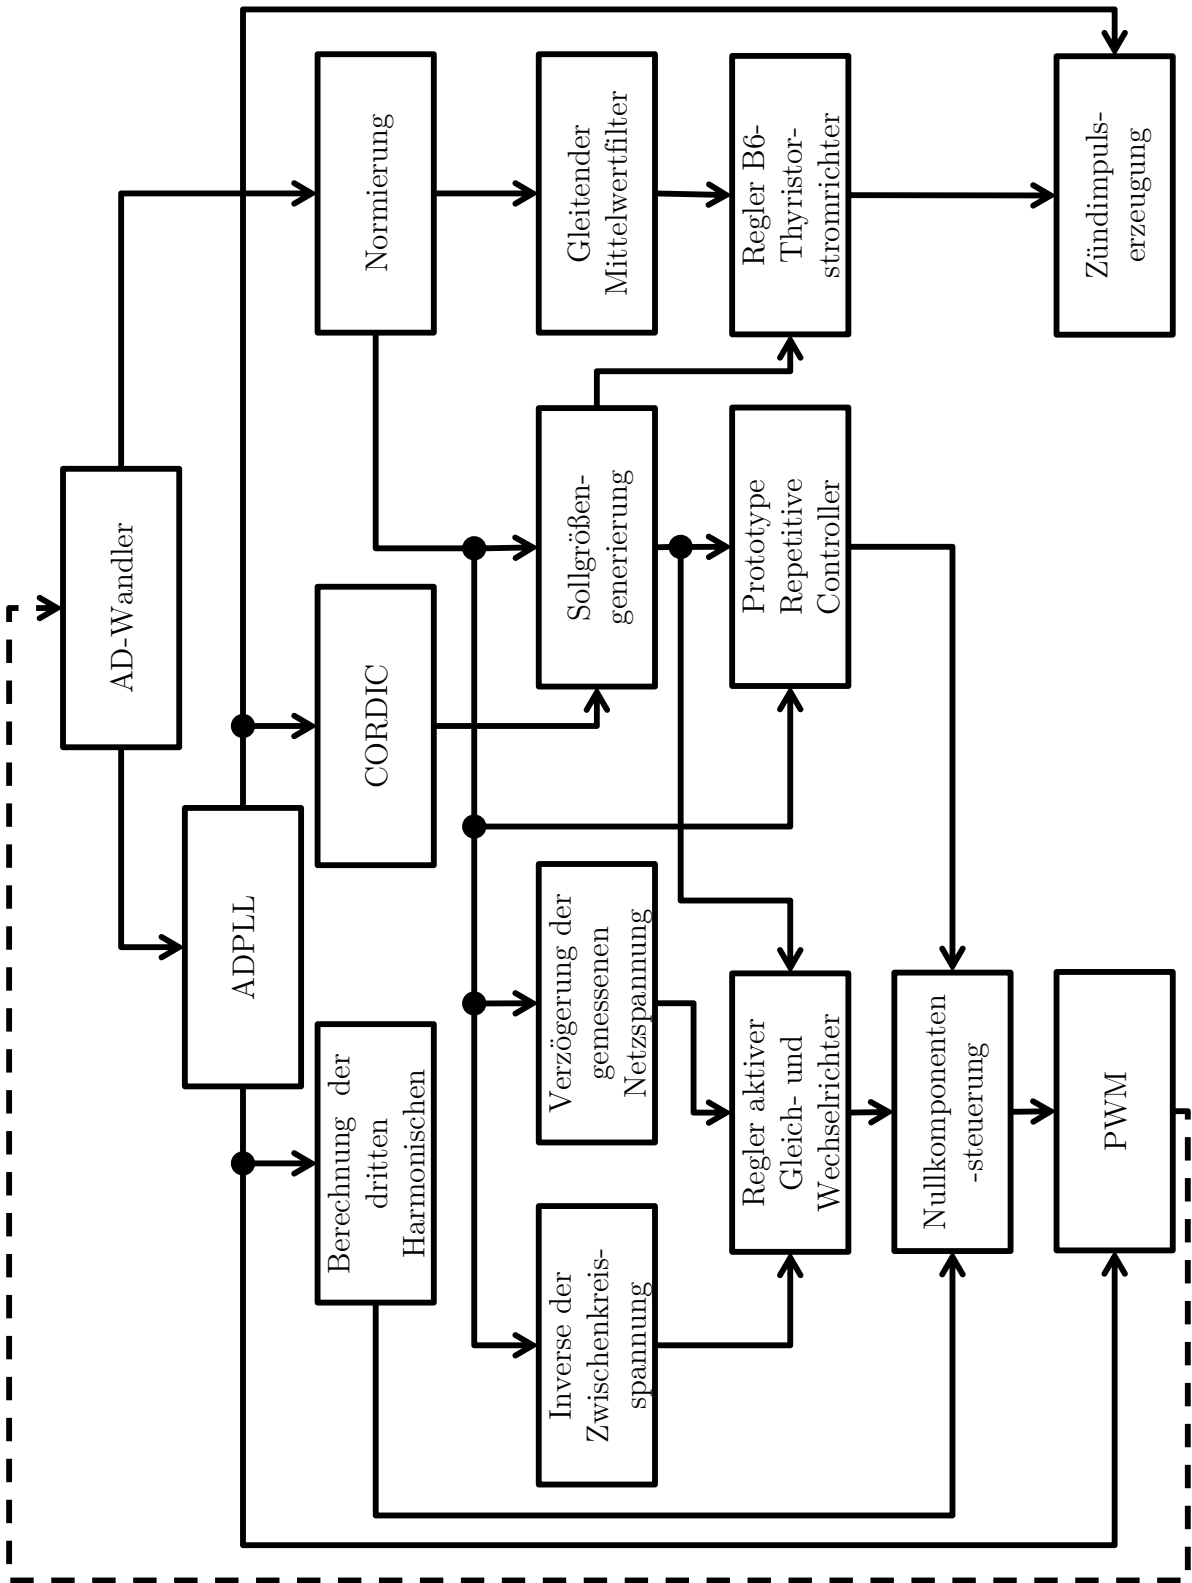 AD-Wandler
ADPLL
Berechnung der
dritten
Harmonischen
CORDIC
Normierung
Inverse der
Zwischenkreis-
spannung
Verzögerung der
gemessenen
Netzspannung
Sollgrößen-
generierung
Gleitender
Mittelwertfilter
Regler aktiver
Gleich- und
Wechselrichter
Prototype
Repetitive
Controller
Regler B6-
Thyristor-
stromrichter
Nullkomponenten
-steuerung
PWM
Zündimpuls-
erzeugung